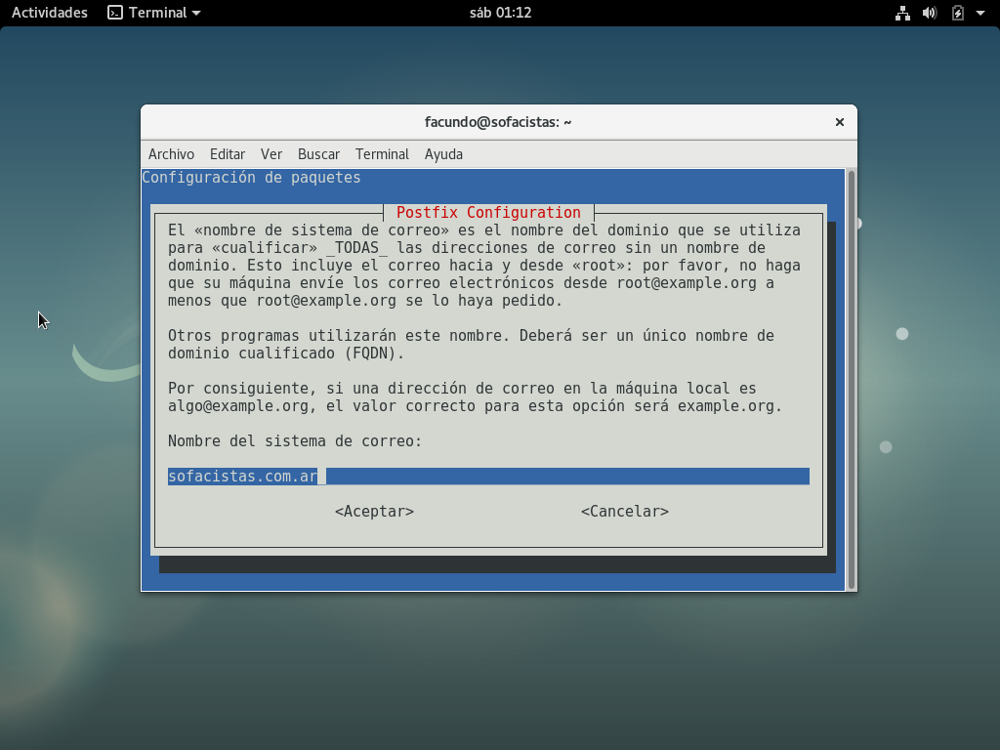 Actividades Terminal sáb 01:12
facundo@sofacistas: ~
Archivo Editar Ver Buscar Terminal Ayuda
Configuración de paquetes
Postfix Configuration
El «nombre de sistema de correo» es el nombre del dominio que se utiliza
para «cualificar» _TODAS_ las direcciones de correo sin un nombre de
dominio. Esto incluye el correo hacia y desde «root»: por favor, no haga
que su máquina envíe los correo electrónicos desde root@example.org a
menos que root@example.org se lo haya pedido.
Otros programas utilizarán este nombre. Deberá ser un único nombre de
dominio cualificado (FQDN).
Por consiguiente, si una dirección de correo en la máquina local es
algo@example.org, el valor correcto para esta opción será example.org.
Nombre del sistema de correo:
sofacistas.com.ar
<Aceptar> <Cancelar>